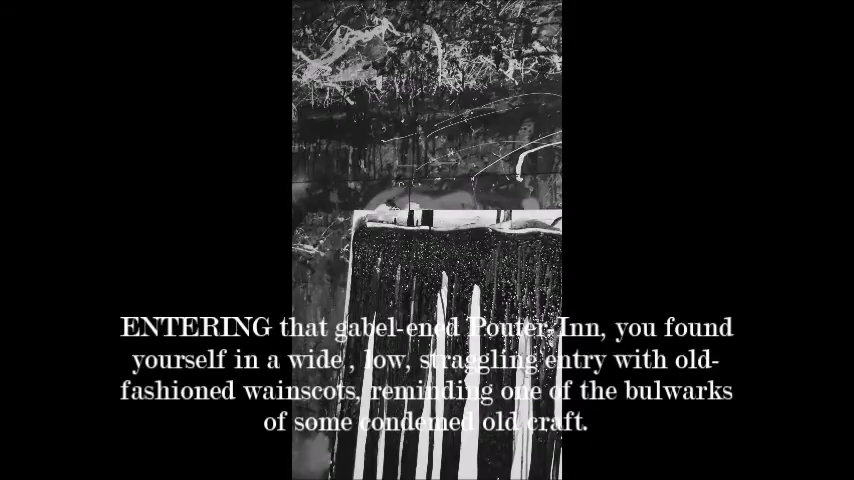 ENTERING that gabel-ened Pouter-Inn, you found
yourself in a wide , low, straggling entry with old-
fashioned wainscots, reminding one of the bulwarks
of some condemed old craft.